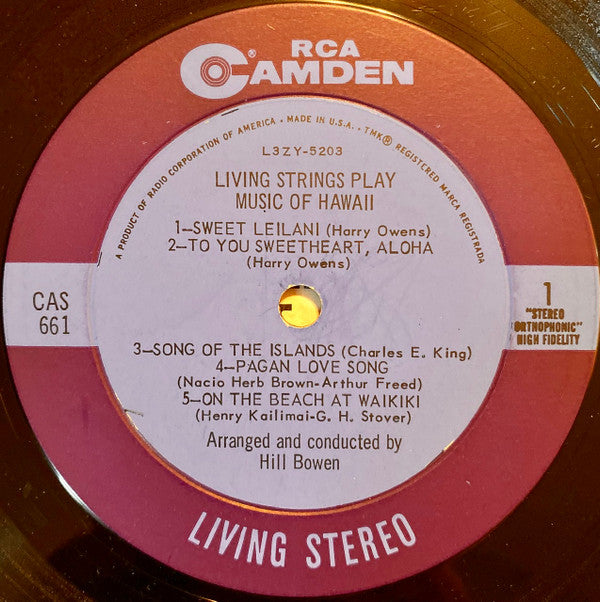 RCA
CAMDEN®
A PRODUCT OF RADIO CORPORATION OF AMERICA • MADE IN U.S.A. • TMK® REGISTERED MARCA REGISTRADA
L3ZY-5203
LIVING STRINGS PLAY
MUSIC OF HAWAII
1—SWEET LEILANI (Harry Owens)
2—TO YOU SWEETHEART, ALOHA
(Harry Owens)
CAS
661
1
"STEREO
ORTHOPHONIC"
HIGH FIDELITY
3—SONG OF THE ISLANDS (Charles E. King)
4—PAGAN LOVE SONG
(Nacio Herb Brown-Arthur Freed)
5—ON THE BEACH AT WAIKIKI
(Henry Kailimai-G. H. Stover)
Arranged and conducted by
Hill Bowen
LIVING STEREO